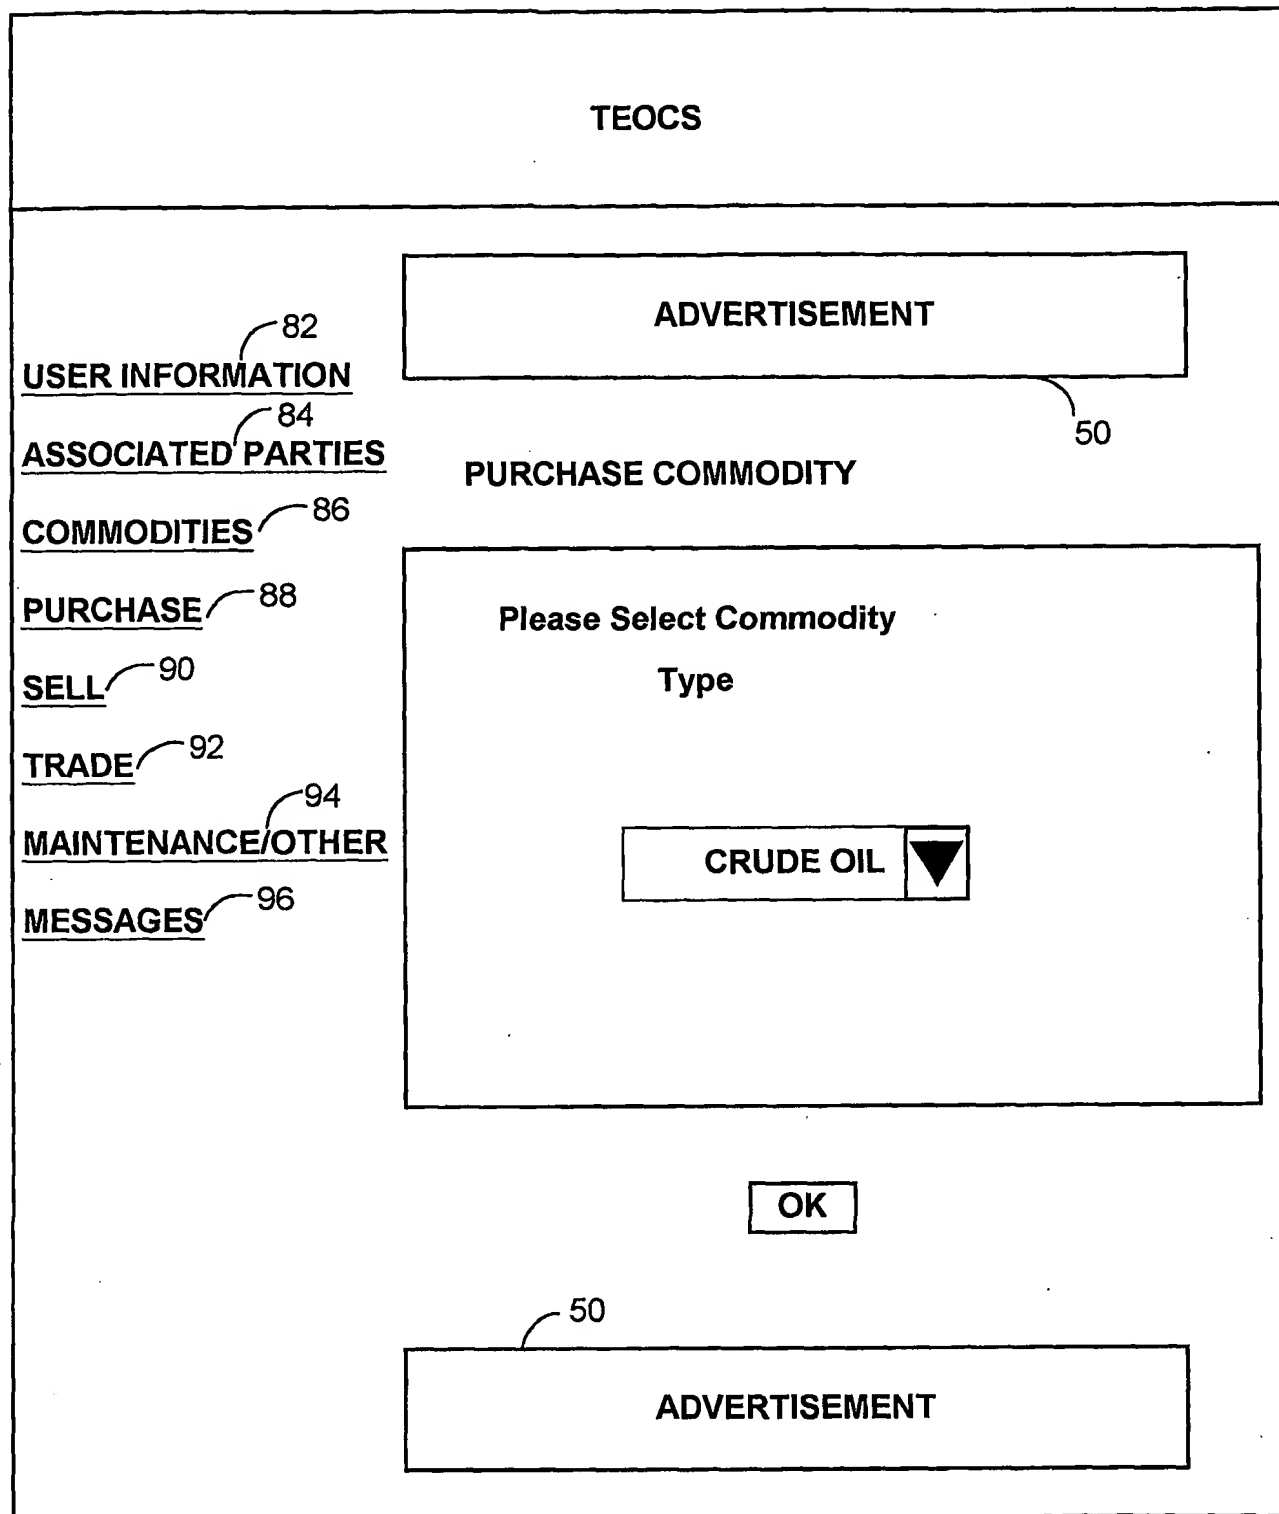 TEOCS
ADVERTISEMENT
50
82
USER INFORMATION
84
ASSOCIATED PARTIES
86
COMMODITIES
88
PURCHASE
90
SELL
92
TRADE
94
MAINTENANCE/OTHER
96
MESSAGES
PURCHASE COMMODITY
Please Select Commodity
Type
CRUDE OIL
OK
50
ADVERTISEMENT